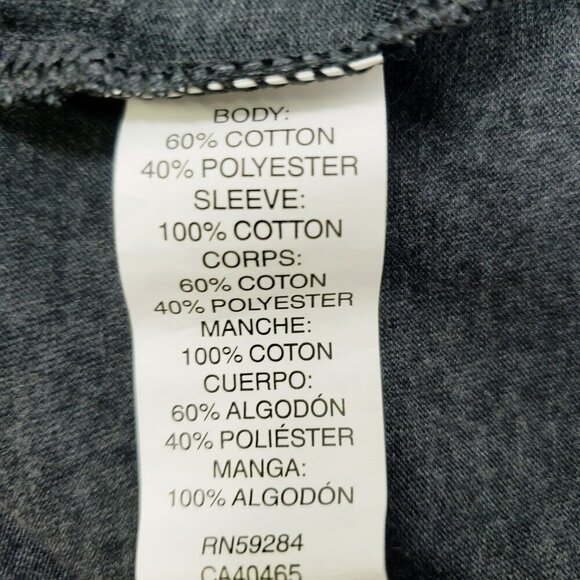 BODY:
60% COTTON
40% POLYESTER
SLEEVE:
100% COTTON
CORPS:
60% COTON
40% POLYESTER
MANCHE:
100% COTON
CUERPO:
60% ALGODÓN
40% POLIÉSTER
MANGA:
100% ALGODÓN
RN59284
CA40465